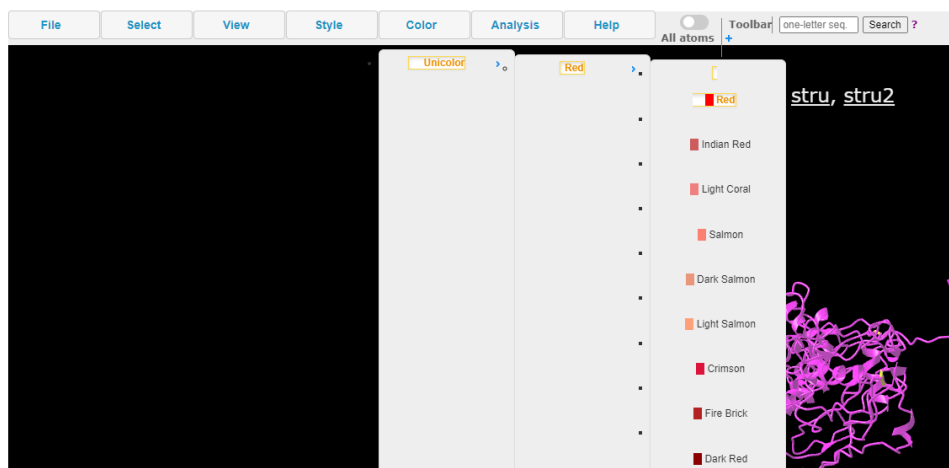 File Select View Style Color Analysis Help Toolbar one-letter seq. Search ?
All atoms +
Unicolor › Red ›
Red
stru, stru2
Indian Red
Light Coral
Salmon
Dark Salmon
Light Salmon
Crimson
Fire Brick
Dark Red